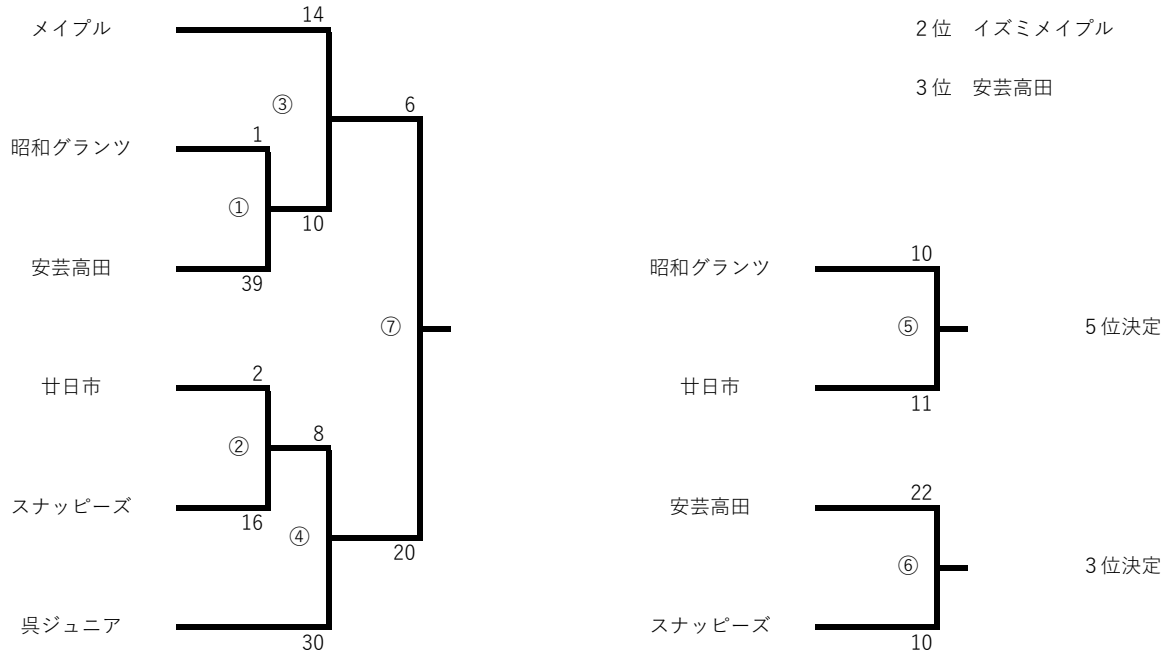 14
メイプル
2位 イズミメイプル
3位 安芸高田
③
6
1
昭和グランツ
①
10
安芸高田
39
⑦
廿日市
2
②
8
スナッピーズ
16
④
20
呉ジュニア
30
10
昭和グランツ
⑤
5位決定
廿日市
11
22
安芸高田
⑥
3位決定
スナッピーズ
10